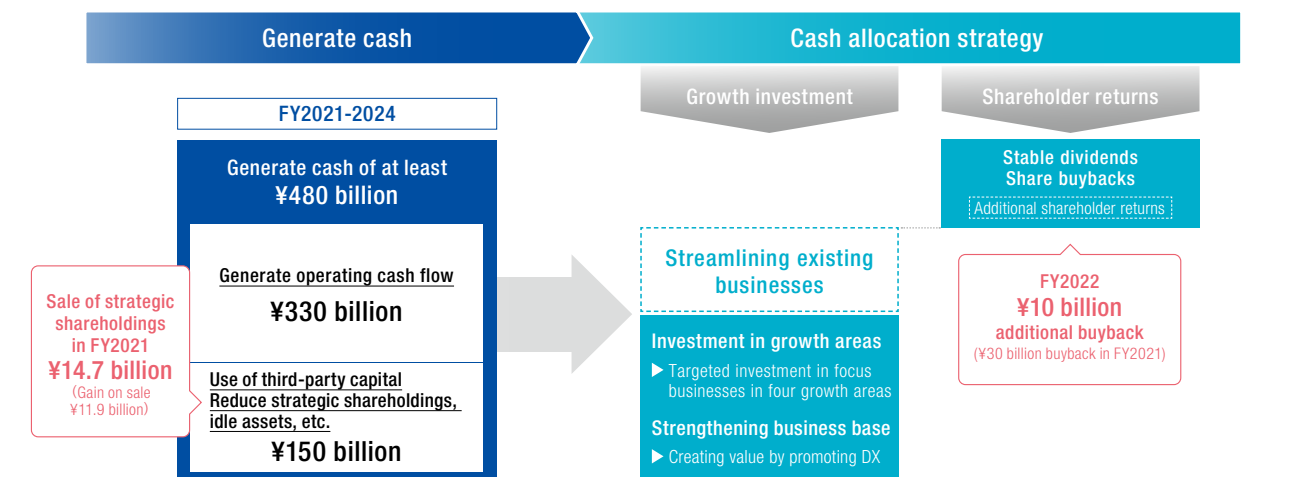 Generate cash
Cash allocation strategy
Growth investment
Shareholder returns
FY2021-2024
Generate cash of at least
¥480 billion
Generate operating cash flow
¥330 billion
Use of third-party capital
Reduce strategic shareholdings,
idle assets, etc.
¥150 billion
Sale of strategic
shareholdings
in FY2021
¥14.7 billion
(Gain on sale
¥11.9 billion)
Streamlining existing
businesses
Investment in growth areas
▶ Targeted investment in focus
businesses in four growth areas
Strengthening business base
▶ Creating value by promoting DX
Stable dividends
Share buybacks
Additional shareholder returns
FY2022
¥10 billion
additional buyback
(¥30 billion buyback in FY2021)